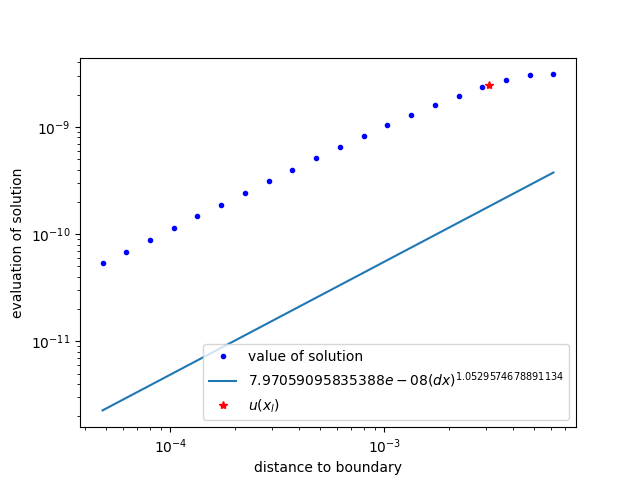 evaluation of solution
10⁻⁹
10⁻¹⁰
10⁻¹¹
value of solution
7.97059095835388e − 08(dx)¹·⁰⁵²⁹⁵⁷⁴⁶⁷⁸⁸⁹¹¹³⁴
u(xₗ)
10⁻⁴ 10⁻³
distance to boundary